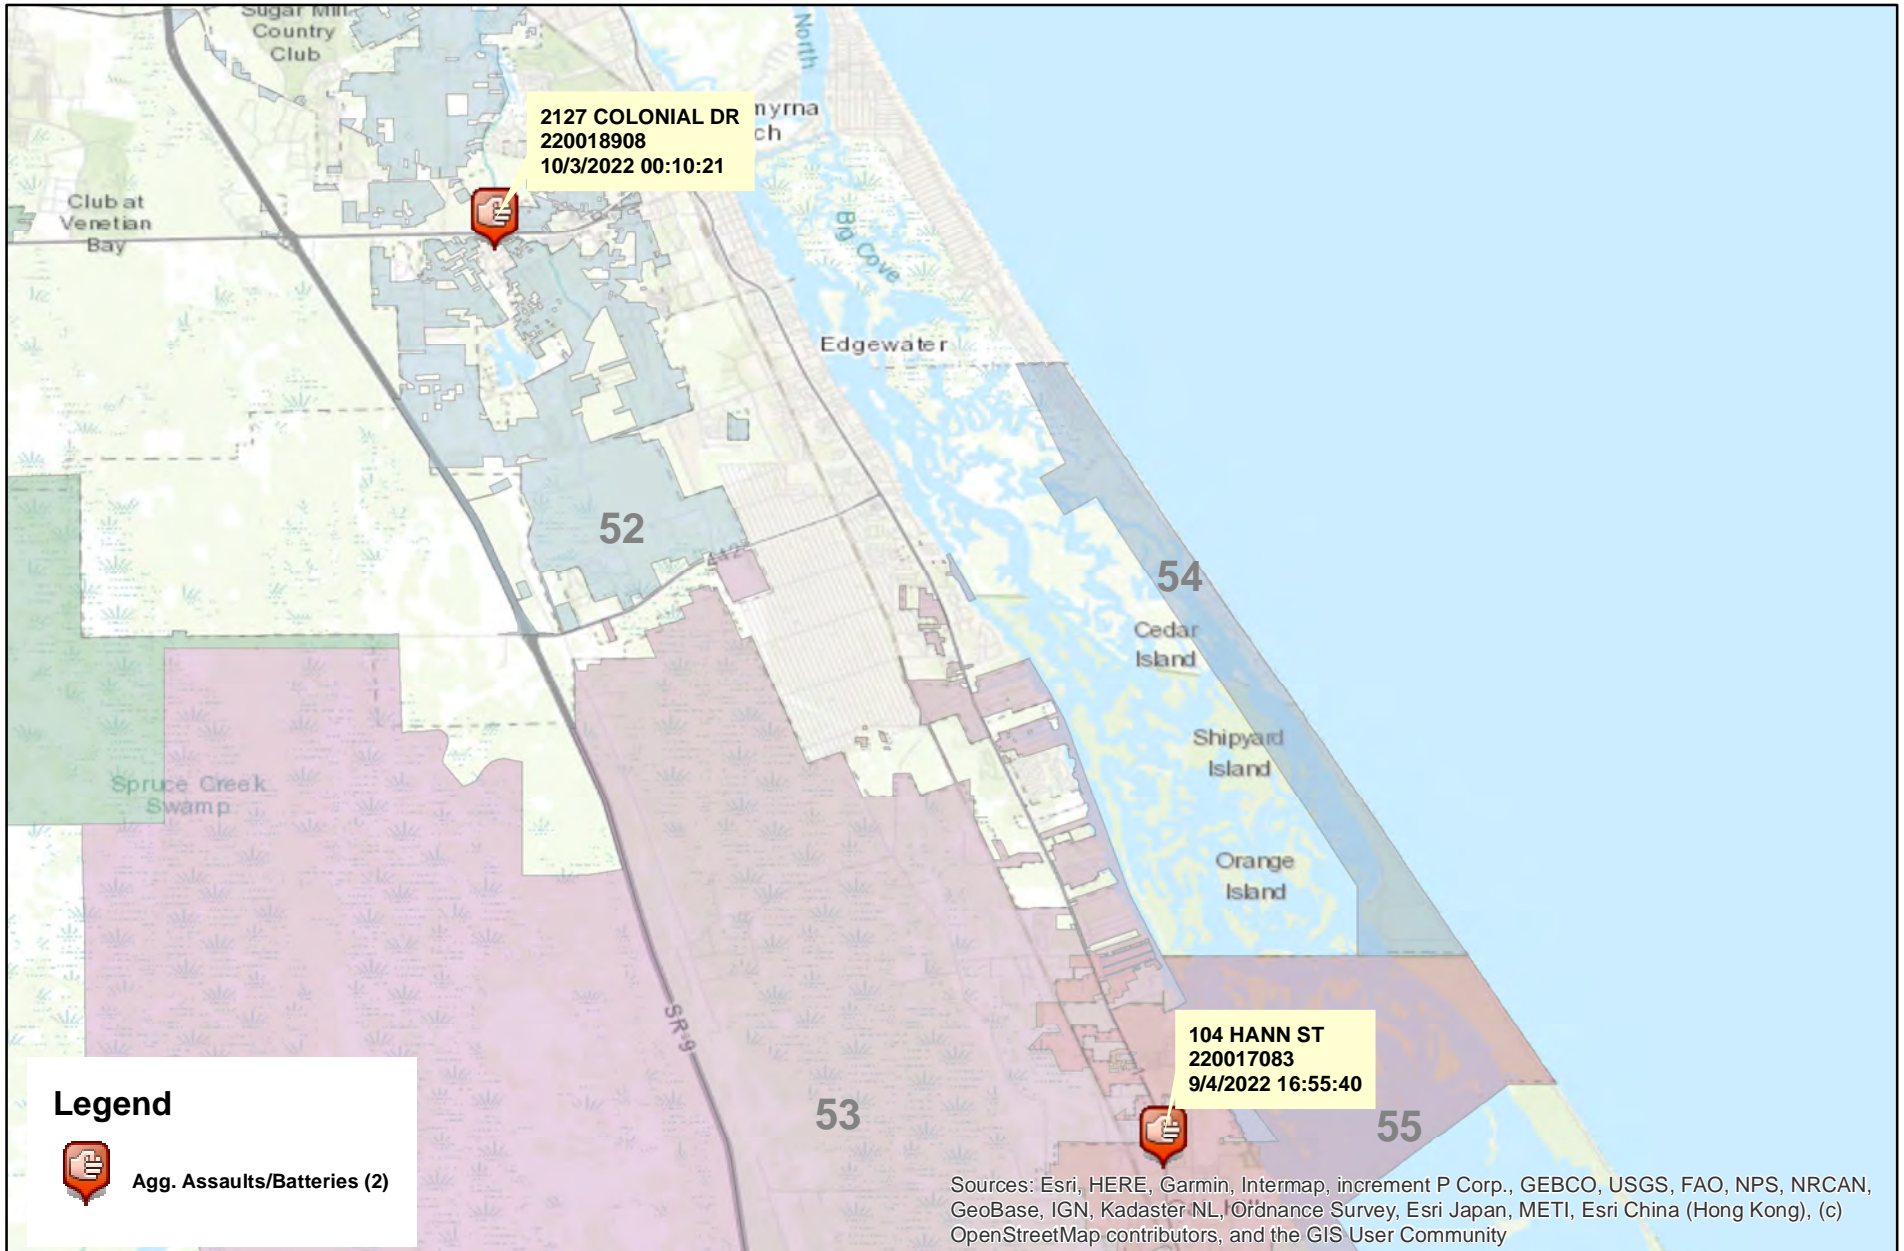 Sugar Mill
Country
Club
North
2127 COLONIAL DR
220018908
10/3/2022 00:10:21
myrna
ch
Club at
Venetian
Bay
Big Cove
Edgewater
52
54
Cedar
Island
Shipyard
Island
Spruce Creek
Swamp
Orange
Island
SR-9
104 HANN ST
220017083
9/4/2022 16:55:40
53
55
Legend
Agg. Assaults/Batteries (2)
Sources: Esri, HERE, Garmin, Intermap, increment P Corp., GEBCO, USGS, FAO, NPS, NRCAN,
GeoBase, IGN, Kadaster NL, Ordnance Survey, Esri Japan, METI, Esri China (Hong Kong), (c)
OpenStreetMap contributors, and the GIS User Community